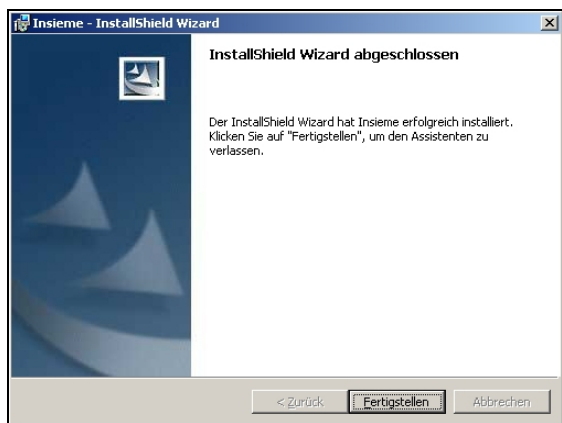 Insieme - InstallShield Wizard
InstallShield Wizard abgeschlossen
Der InstallShield Wizard hat Insieme erfolgreich installiert.
Klicken Sie auf "Fertigstellen", um den Assistenten zu
verlassen.
< Zurück Fertigstellen Abbrechen